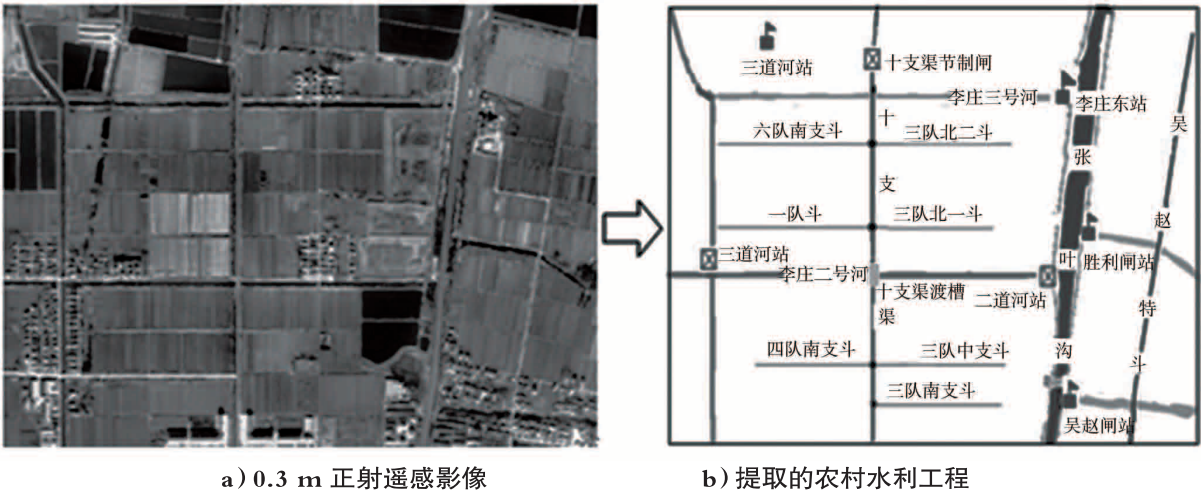 三道河站
十支渠节制闸
李庄三号河
李庄东站
十
吴
六队南支斗
三队北二斗
张
支
一队斗
三队北一斗
赵
三道河站
叶
胜利闸站
李庄二号河
十支渠渡槽
二道河站
渠
特
四队南支斗
三队中支斗
沟
斗
三队南支斗
吴赵闸站
a）0.3 m 正射遥感影像
b）提取的农村水利工程